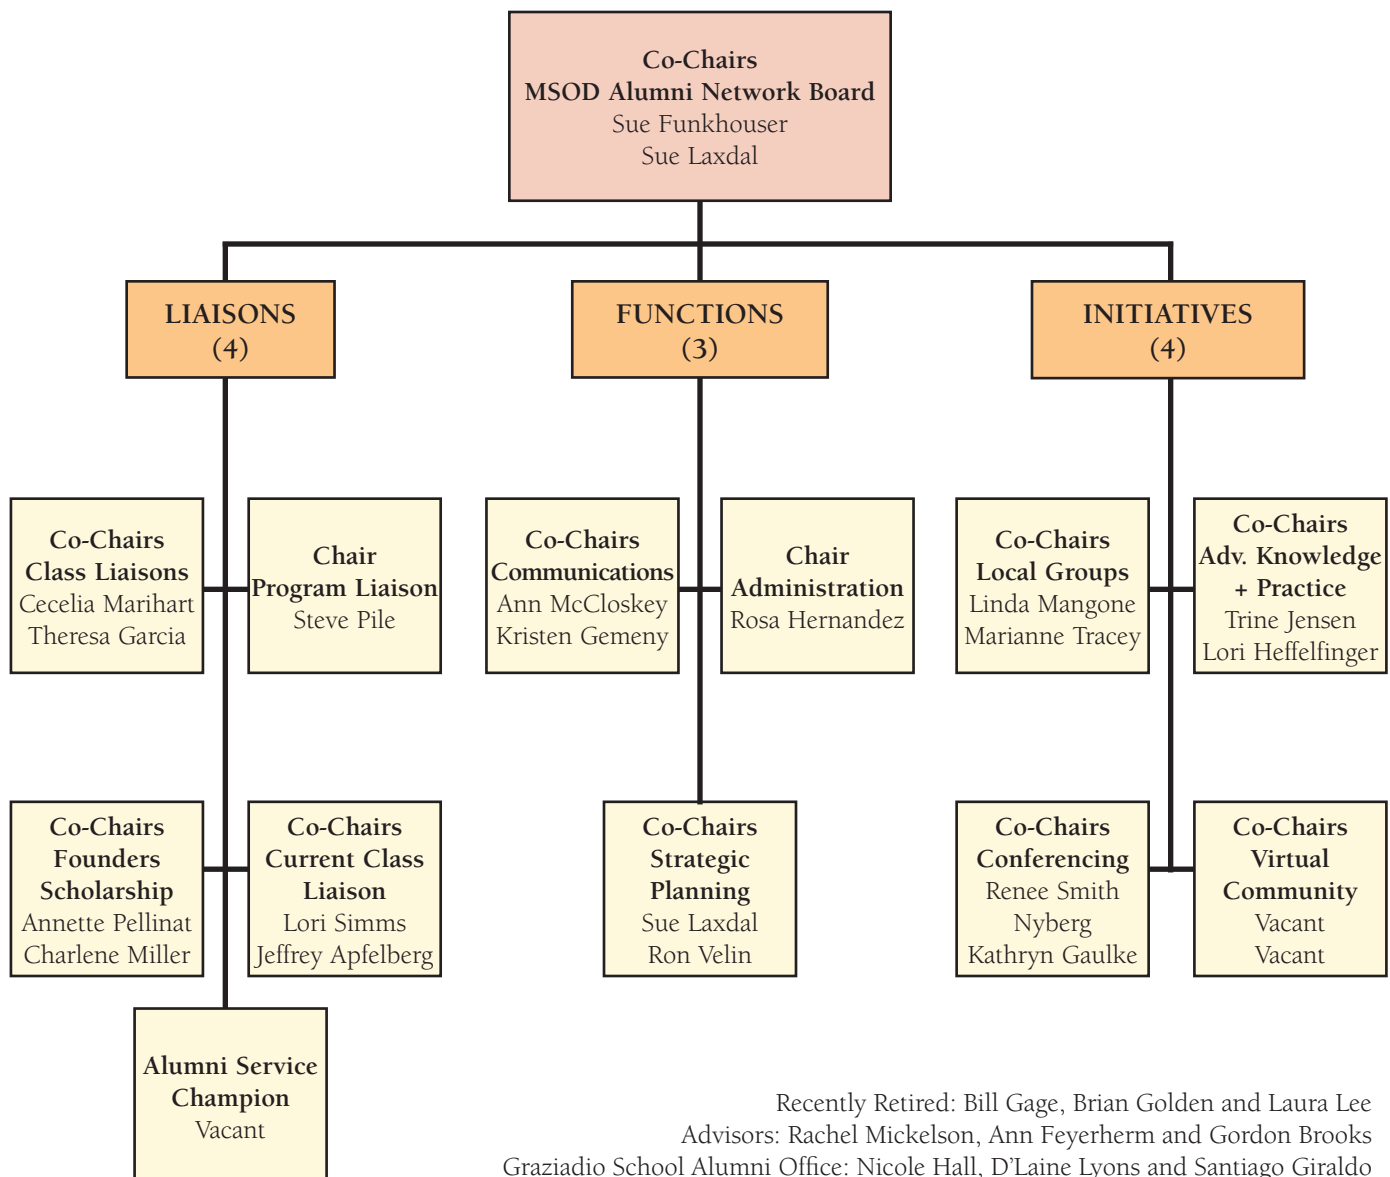 Co-Chairs
MSOD Alumni Network Board
Sue Funkhouser
Sue Laxdal
LIAISONS
(4)
FUNCTIONS
(3)
INITIATIVES
(4)
Co-Chairs
Class Liaisons
Cecelia Marihart
Theresa Garcia
Chair
Program Liaison
Steve Pile
Co-Chairs
Communications
Ann McCloskey
Kristen Gemeny
Chair
Administration
Rosa Hernandez
Co-Chairs
Local Groups
Linda Mangone
Marianne Tracey
Co-Chairs
Adv. Knowledge
+ Practice
Trine Jensen
Lori Heffelfinger
Co-Chairs
Founders
Scholarship
Annette Pellinat
Charlene Miller
Co-Chairs
Current Class
Liaison
Lori Simms
Jeffrey Apfelberg
Co-Chairs
Strategic
Planning
Sue Laxdal
Ron Velin
Co-Chairs
Conferencing
Renee Smith
Nyberg
Kathryn Gaulke
Co-Chairs
Virtual
Community
Vacant
Vacant
Alumni Service
Champion
Vacant
Recently Retired: Bill Gage, Brian Golden and Laura Lee
Advisors: Rachel Mickelson, Ann Feyerherm and Gordon Brooks
Graziadio School Alumni Office: Nicole Hall, D'Laine Lyons and Santiago Giraldo